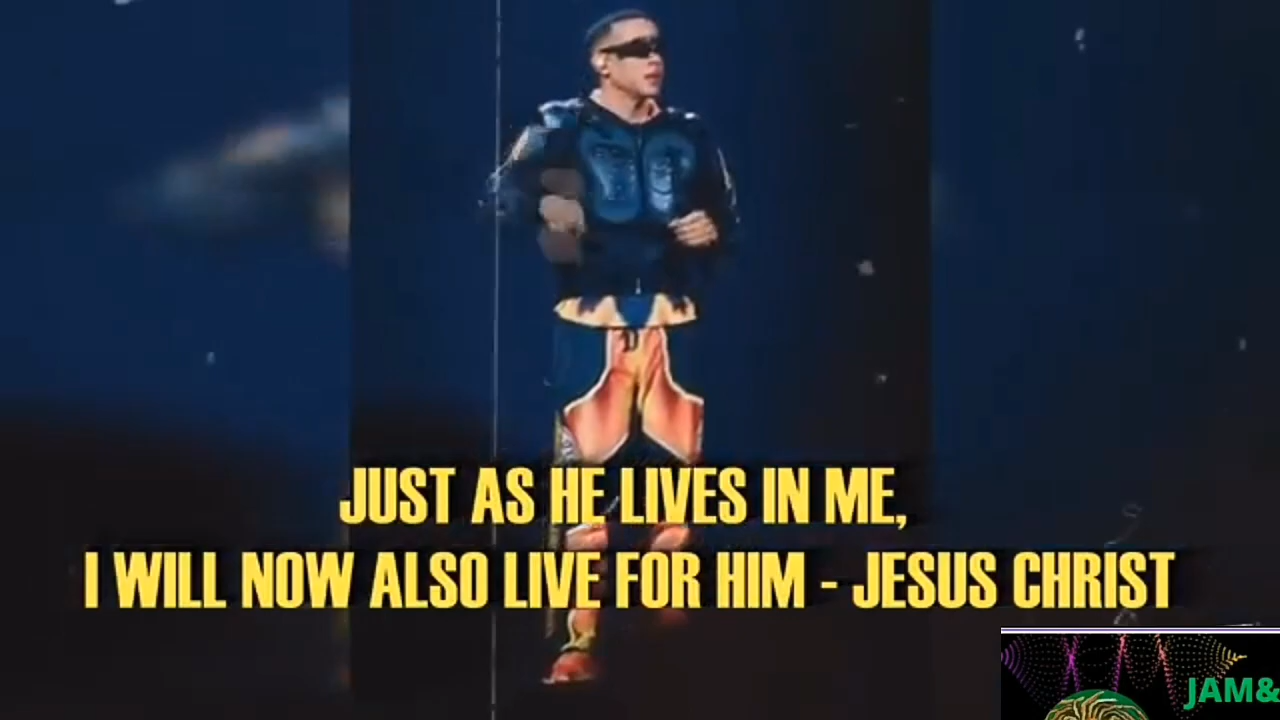 JUST AS HE LIVES IN ME,
I WILL NOW ALSO LIVE FOR HIM - JESUS CHRIST
JAM&